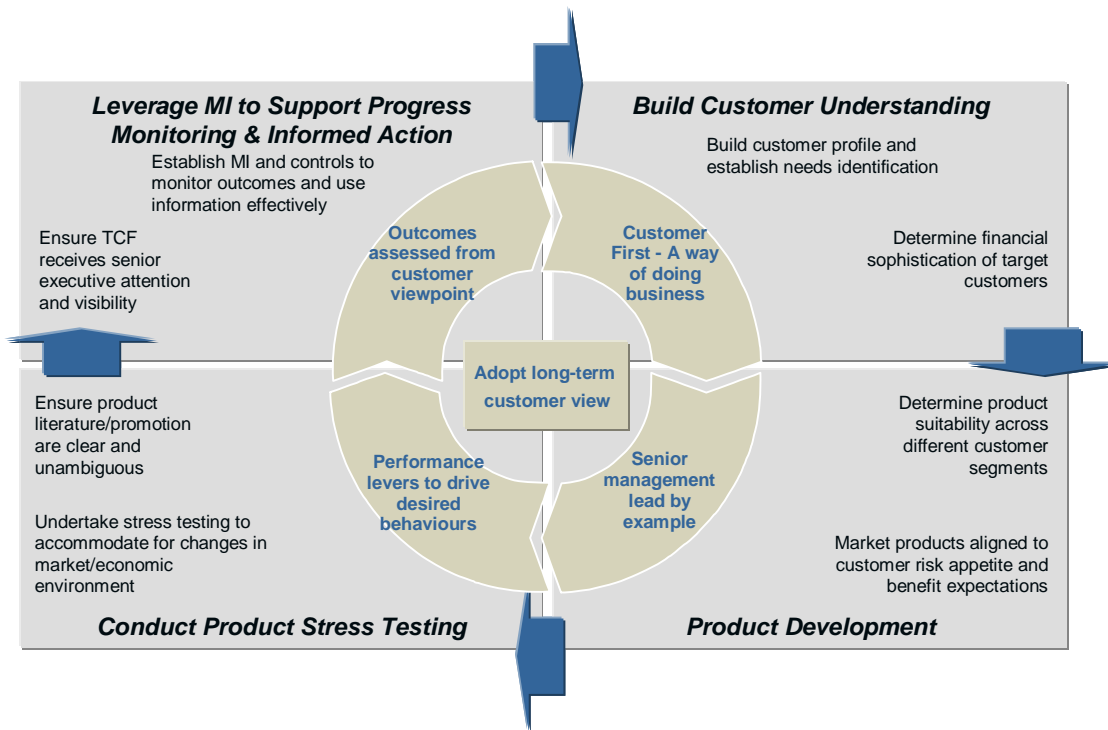 Leverage MI to Support Progress
Monitoring & Informed Action
Establish MI and controls to
monitor outcomes and use
information effectively
Ensure TCF
receives senior
executive attention
and visibility
Build Customer Understanding
Build customer profile and
establish needs identification
Determine financial
sophistication of target
customers
Outcomes
assessed from
customer
viewpoint
Customer
First - A way
of doing
business
Adopt long-term
customer view
Performance
levers to drive
desired
behaviours
Senior
management
lead by
example
Ensure product
literature/promotion
are clear and
unambiguous
Undertake stress testing to
accommodate for changes in
market/economic
environment
Conduct Product Stress Testing
Determine product
suitability across
different customer
segments
Market products aligned to
customer risk appetite and
benefit expectations
Product Development